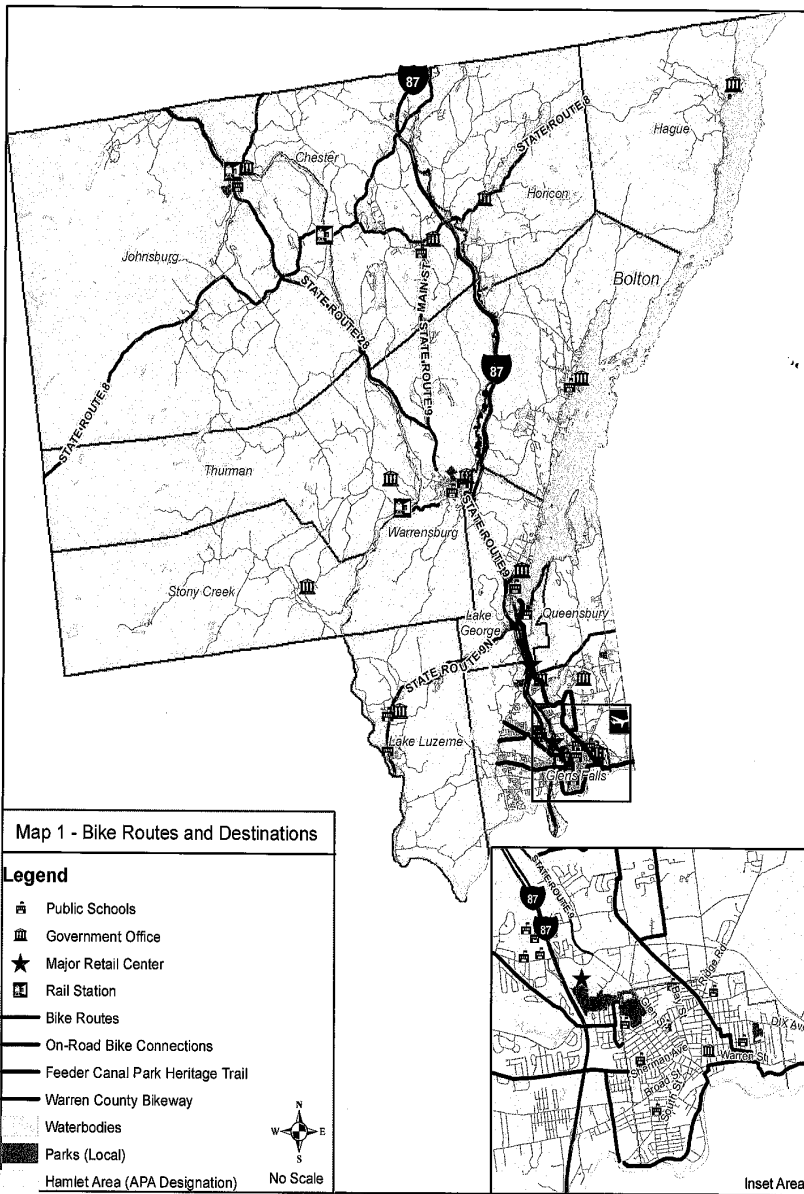 87
Hague
STATE ROUTE 8
Chester
Horicon
Johnsburg
Bolton
STATE ROUTE 28
MAIN ST
STATE ROUTE 9
87
STATE ROUTE 8
Thurman
Warrensburg
STATE ROUTE 9
Stony Creek
Lake George
Queensbury
STATE ROUTE 9N
Lake Luzerne
Glens Falls
Map 1 - Bike Routes and Destinations
Legend
Public Schools
Government Office
Major Retail Center
Rail Station
Bike Routes
On-Road Bike Connections
Feeder Canal Park Heritage Trail
Warren County Bikeway
Waterbodies
Parks (Local)
Hamlet Area (APA Designation)
N
W
E
S
No Scale
STATE ROUTE 9
87
87
Ridge Rd
Bay St
Glen St
DIX Ave
Sherman Ave
Warren St
Broad St
South St
Inset Area